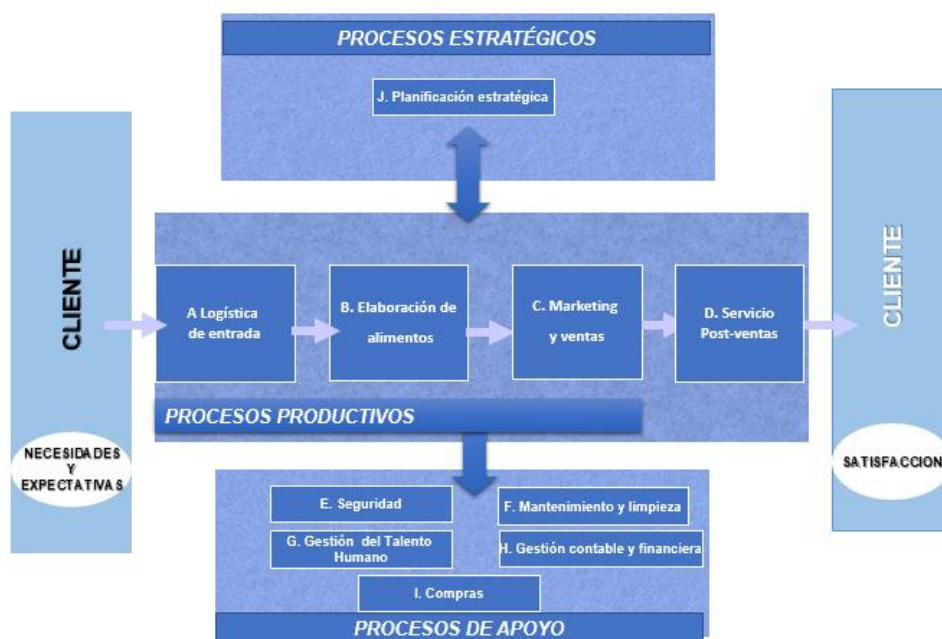 PROCESOS ESTRATÉGICOS
J. Planificación estratégica
CLIENTE
NECESIDADES
Y
EXPECTATIVAS
A Logística
de entrada
B. Elaboración de
alimentos
C. Marketing
y ventas
D. Servicio
Post-ventas
PROCESOS PRODUCTIVOS
CLIENTE
SATISFACCION
E. Seguridad
F. Mantenimiento y limpieza
G. Gestión del Talento
Humano
H. Gestión contable y financiera
I. Compras
PROCESOS DE APOYO